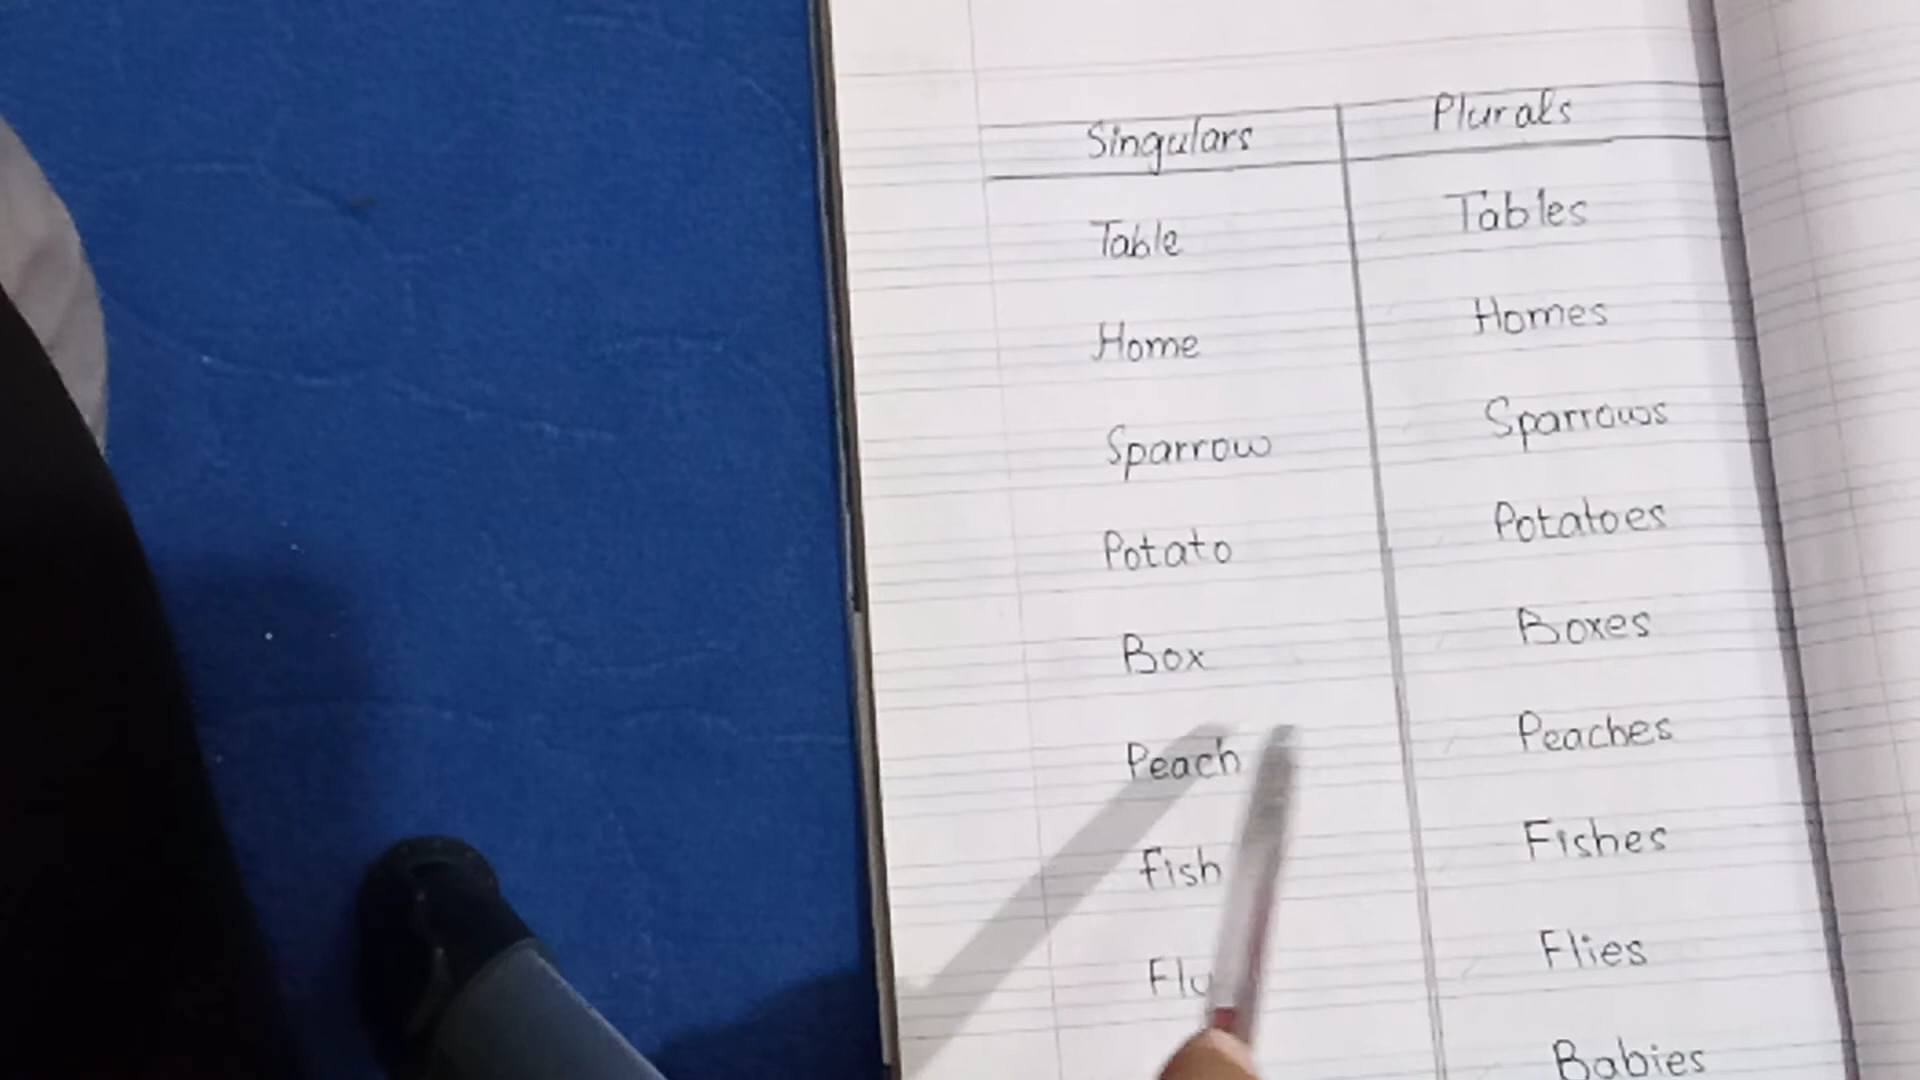 Singulars Plurals
Table Tables
Home Homes
Sparrow Sparrows
Potato Potatoes
Box Boxes
Peach Peaches
Fish Fishes
Flies
Babies